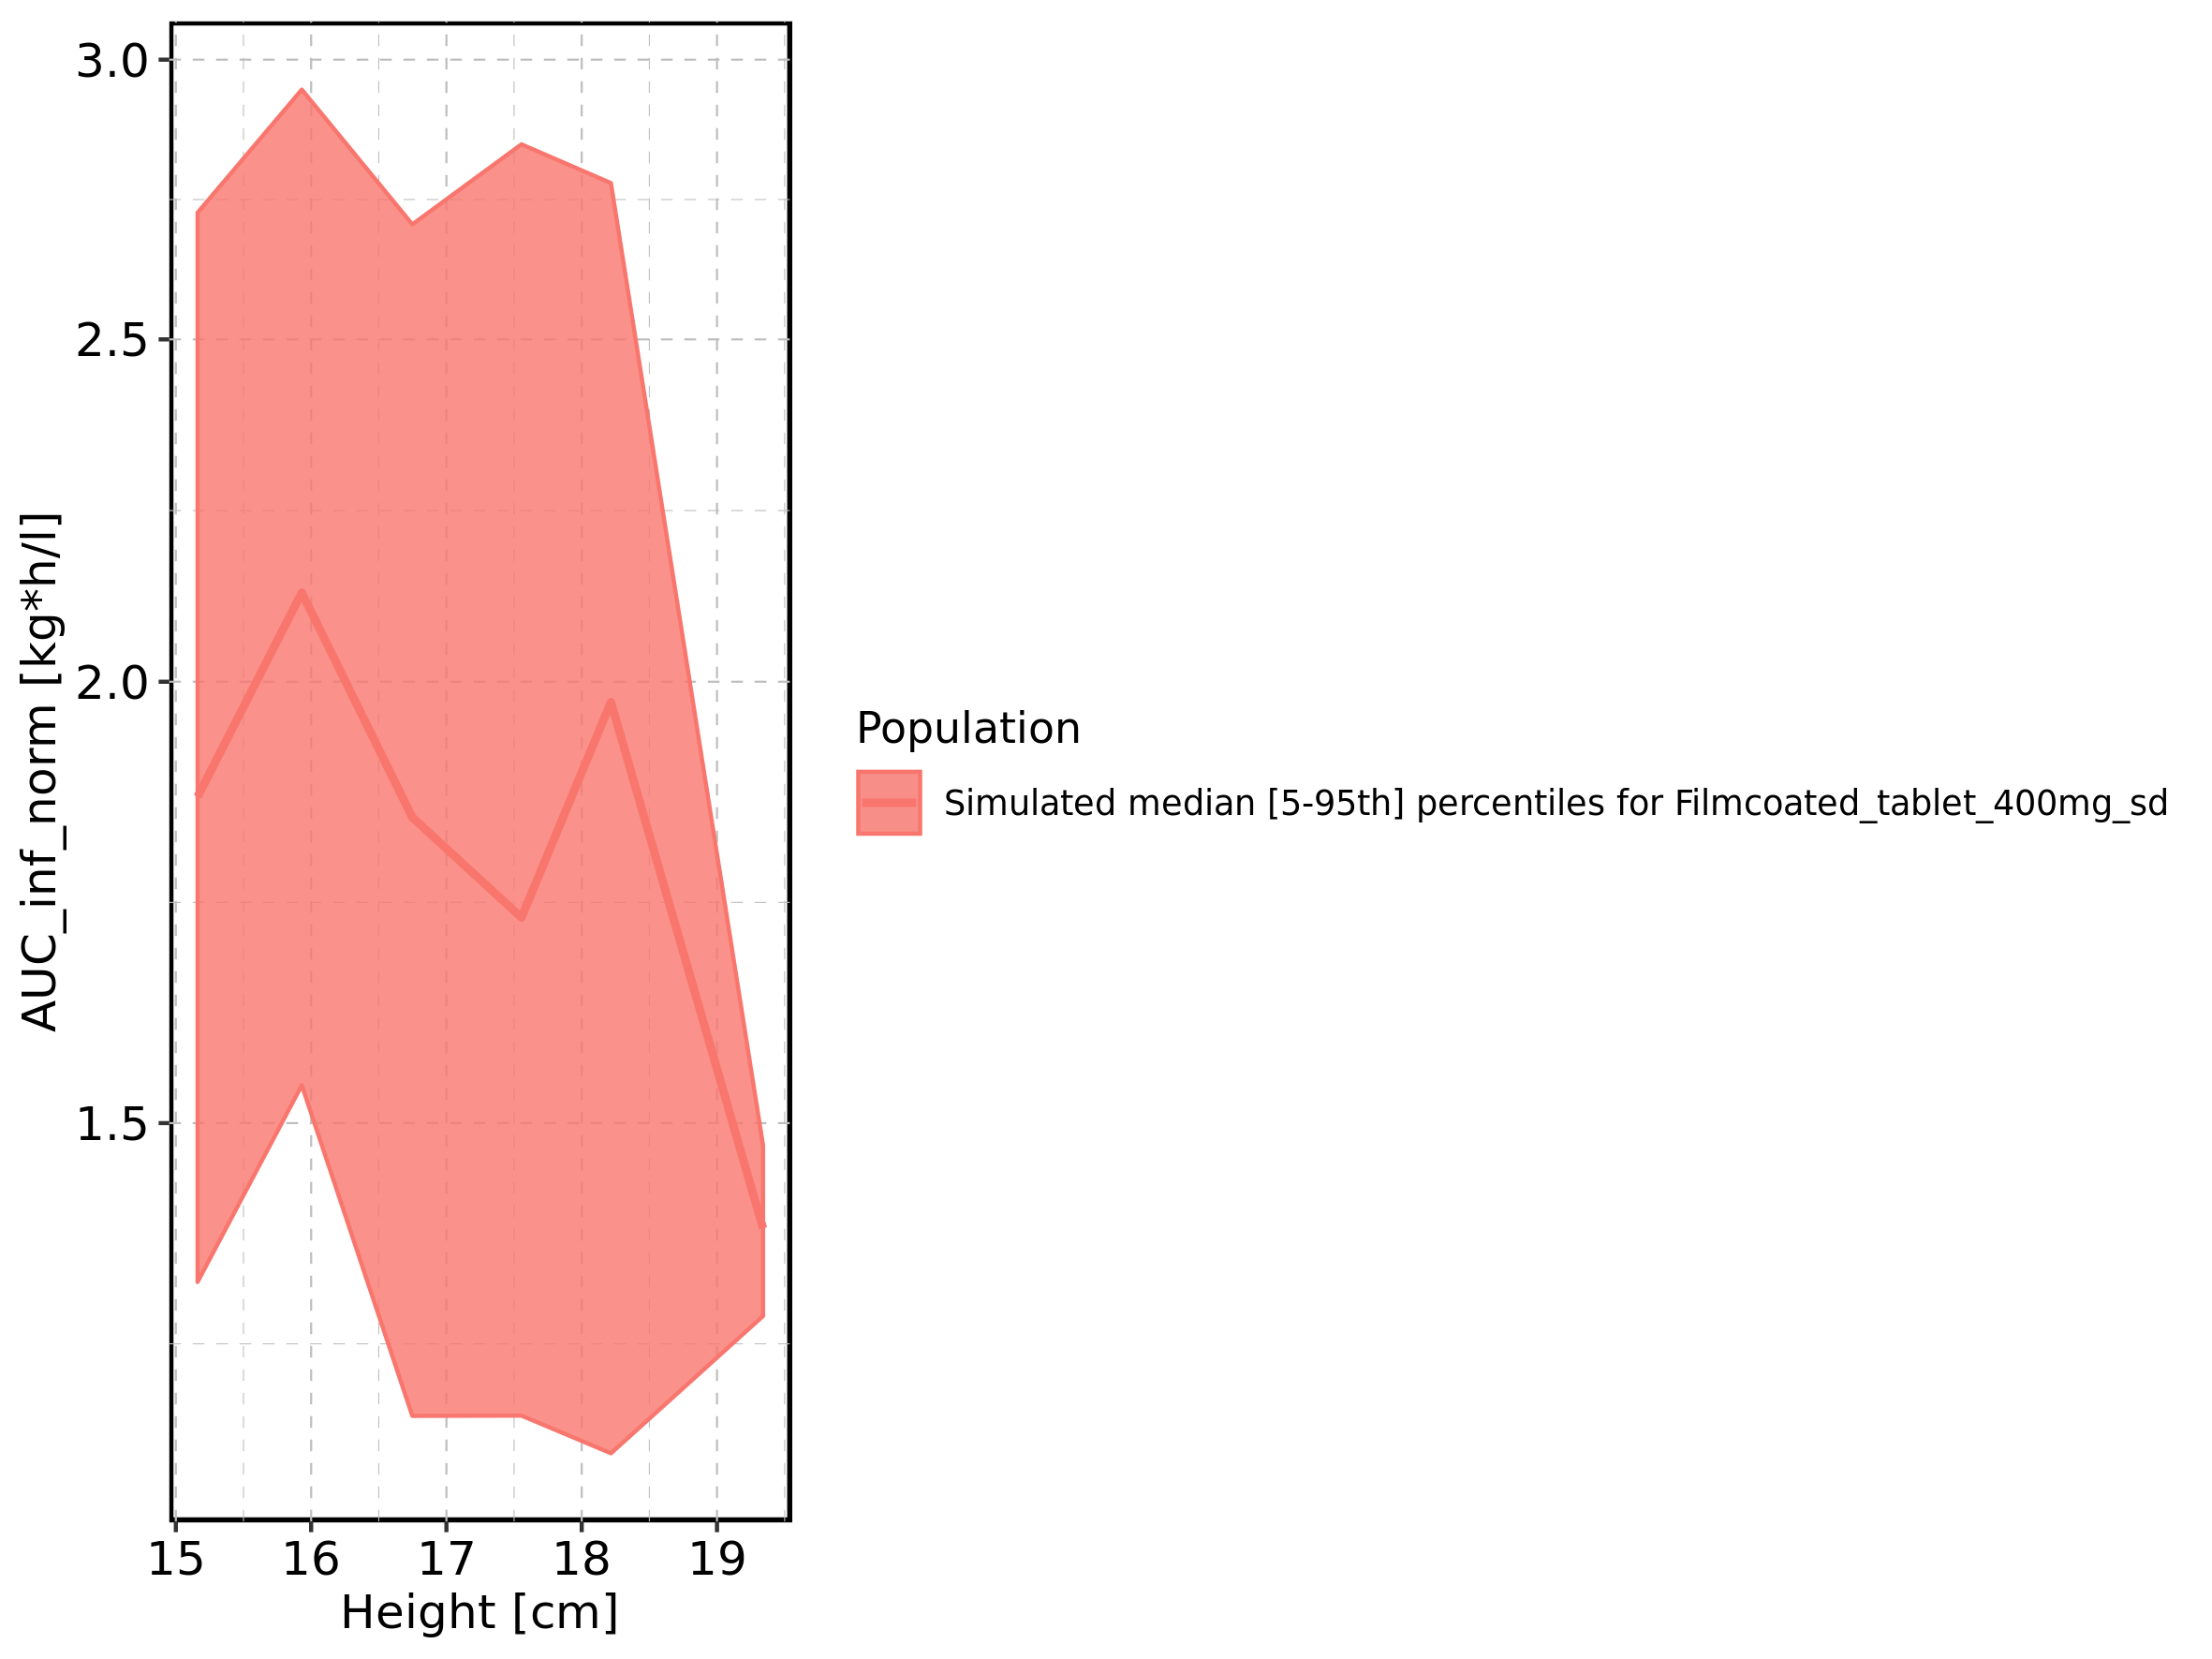 AUC_inf_norm [kg*h/l]
3.0
2.5
2.0
1.5
15 16 17 18 19
Height [cm]
Population
Simulated median [5-95th] percentiles for Filmcoated_tablet_400mg_sd